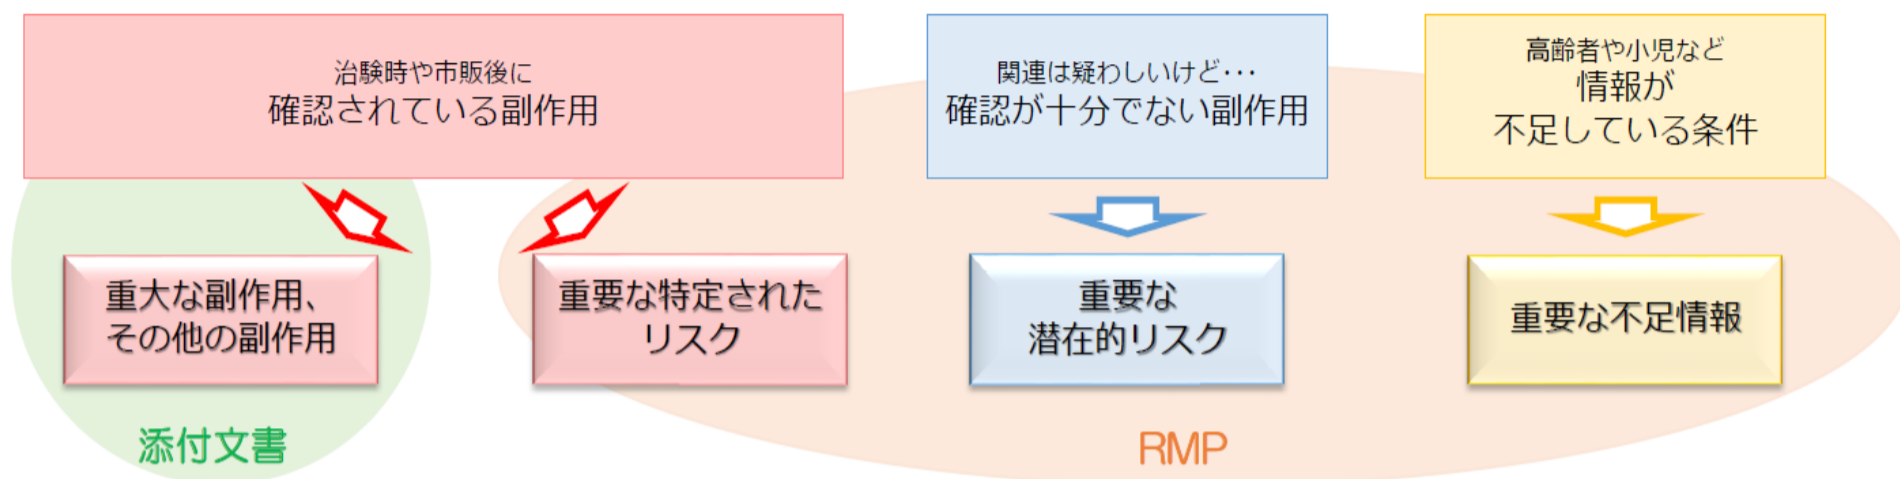 治験時や市販後に
確認されている副作用
関連は疑わしいけど･･･
確認が十分でない副作用
高齢者や小児など
情報が
不足している条件
重大な副作用、
その他の副作用
重要な特定された
リスク
重要な
潜在的リスク
重要な不足情報
添付文書
RMP